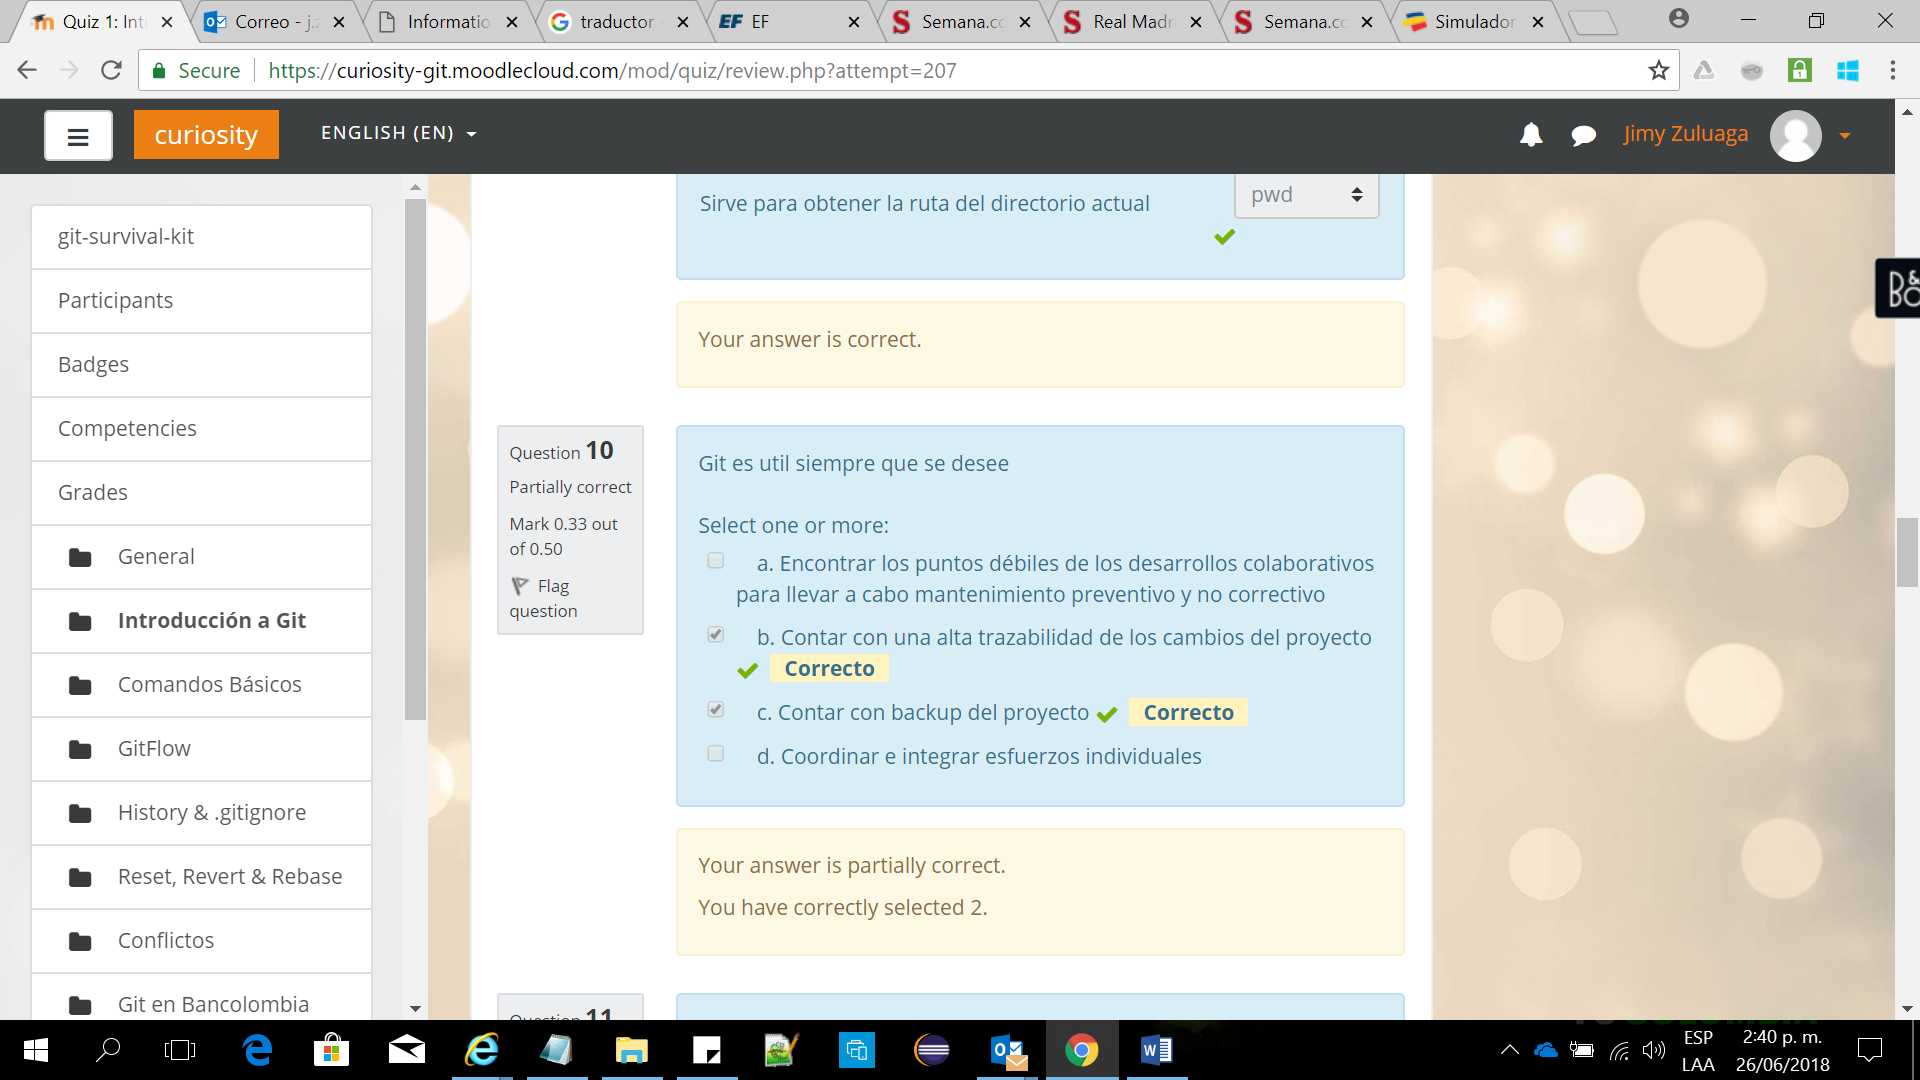 Quiz 1: Int
Correo - j.z
Informatio
traductor -
EF EF
Semana.co
Real Madr
Semana.co
Simulador
Secure
https://curiosity-git.moodlecloud.com/mod/quiz/review.php?attempt=207
curiosity
ENGLISH (EN)
Jimy Zuluaga
git-survival-kit
Participants
Badges
Competencies
Grades
General
Introducción a Git
Comandos Básicos
GitFlow
History & .gitignore
Reset, Revert & Rebase
Conflictos
Git en Bancolombia
Sirve para obtener la ruta del directorio actual
pwd
Your answer is correct.
Question 10
Partially correct
Mark 0.33 out
of 0.50
Flag
question
Git es util siempre que se desee
Select one or more:
a. Encontrar los puntos débiles de los desarrollos colaborativos
para llevar a cabo mantenimiento preventivo y no correctivo
b. Contar con una alta trazabilidad de los cambios del proyecto
Correcto
c. Contar con backup del proyecto
Correcto
d. Coordinar e integrar esfuerzos individuales
Your answer is partially correct.
You have correctly selected 2.
Question 11
B&
BO
ESP
LAA
2:40 p. m.
26/06/2018